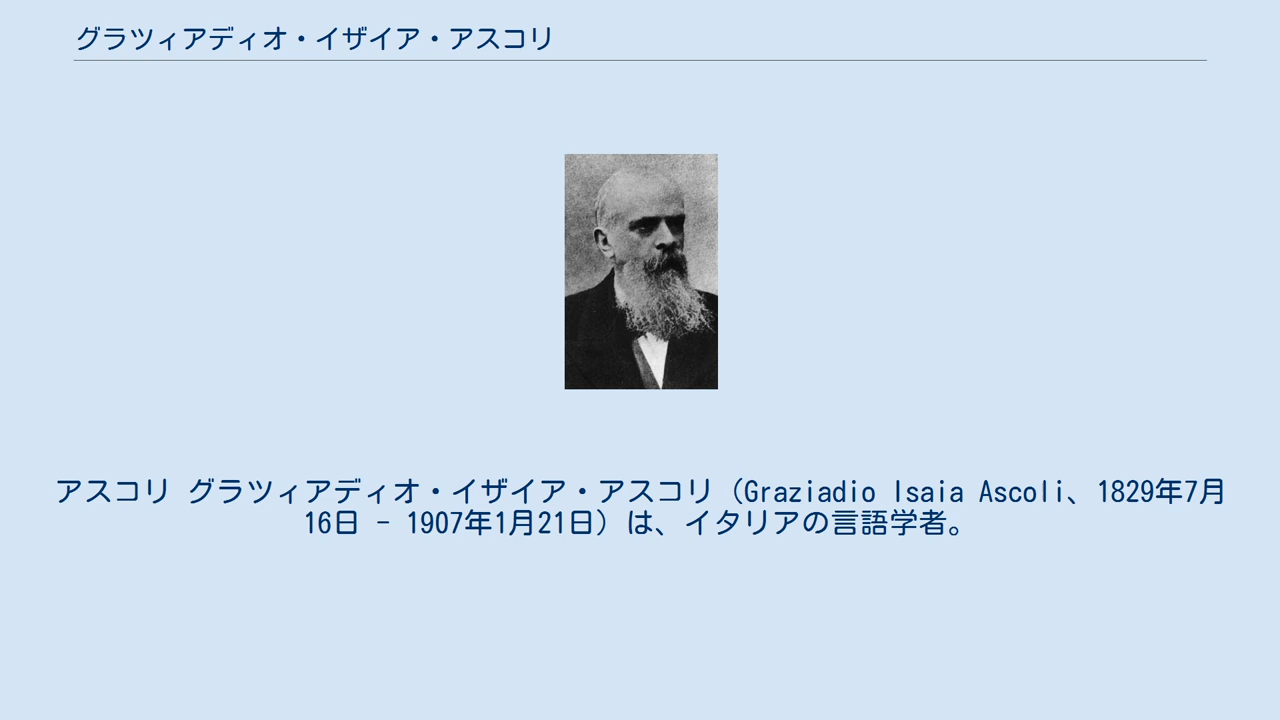 グラツィアディオ・イザイア・アスコリ
アスコリ グラツィアディオ・イザイア・アスコリ（Graziadio Isaia Ascoli、1829年7月
16日 - 1907年1月21日）は、イタリアの言語学者。